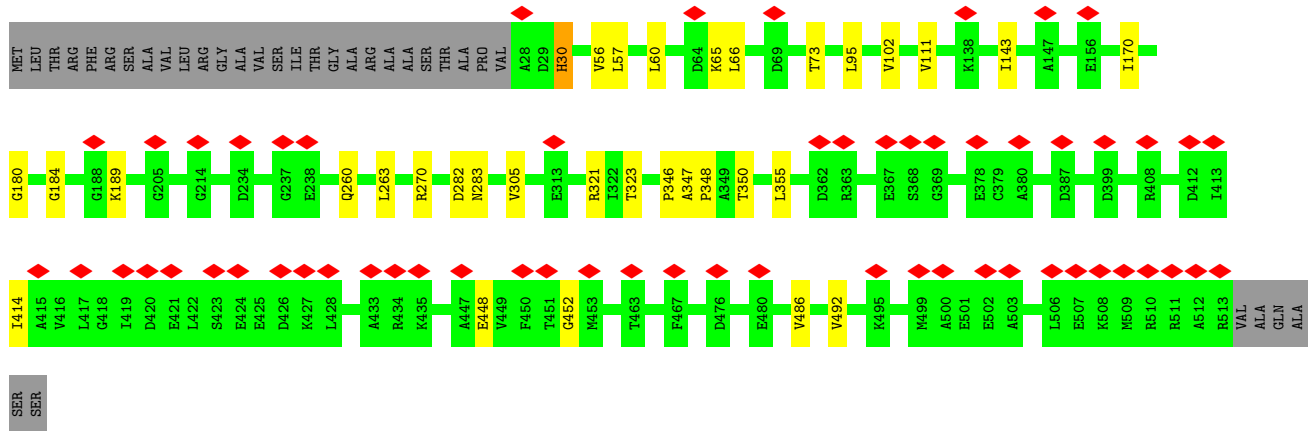 MET LEU THR ARG PHE ARG SER ALA VAL LEU ARG GLY ALA VAL SER ILE THR GLY ALA ARG ALA ALA SER THR ALA PRO VAL A28 D29 H30 V56 L57 L60 D64 K65 L66 D69 T73 L95 V102 V111 K138 I143 A147 E156 I170
G180 G184 G188 K189 G205 G214 D234 G237 E238 Q260 L263 R270 D282 N283 V305 E313 R321 I322 T323 P346 A347 P348 A349 T350 L355 D362 R363 E367 S368 G369 E378 C379 A380 D387 D399 R408 D412 I413
I414 A415 V416 L417 G418 I419 D420 E421 L422 S423 E424 E425 D426 K427 L428 A433 R434 K435 A447 E448 V449 F450 T451 G452 M453 T463 F467 D476 E480 V486 V492 K495 M499 A500 E501 E502 A503 L506 E507 K508 M509 R510 R511 A512 R513 VAL ALA GLN ALA
SER SER